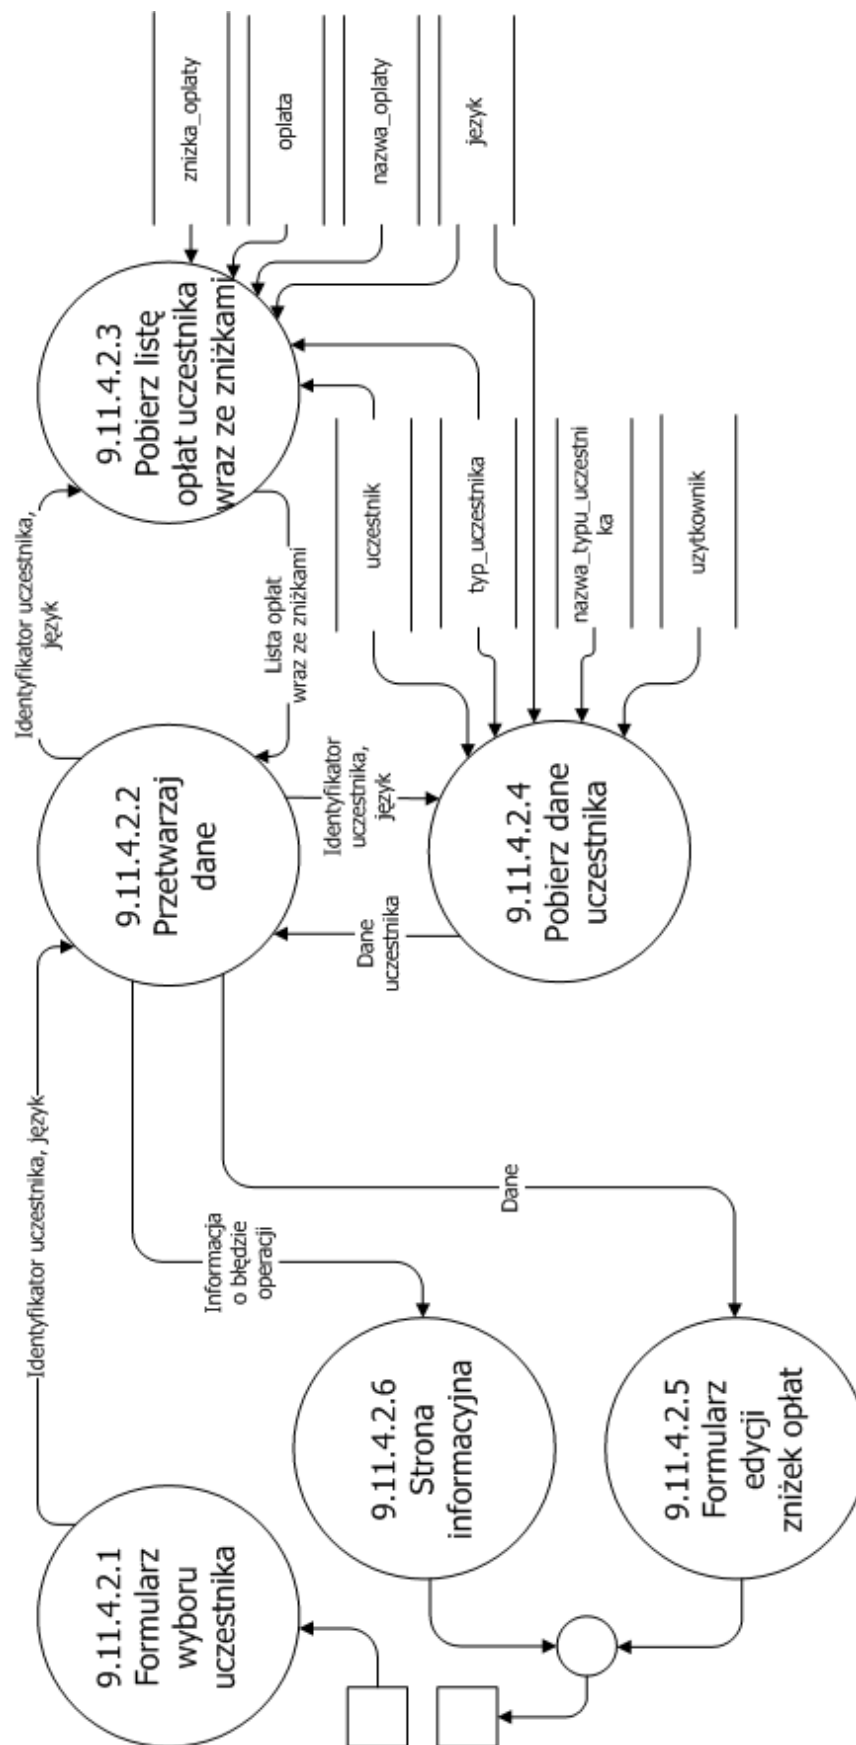 9.11.4.2.1
Formularz
wyboru
uczestnika
Identyfikator uczestnika, język
9.11.4.2.2
Przetwarzaj
dane
Identyfikator uczestnika,
język
9.11.4.2.3
Pobierz listę
opłat uczestnika
wraz ze zniżkami
Lista opłat
wraz ze zniżkami
znizka_oplaty
oplata
nazwa_oplaty
jezyk
Identyfikator
uczestnika,
język
Dane
uczestnika
9.11.4.2.4
Pobierz dane
uczestnika
uczestnik
typ_uczestnika
nazwa_typu_uczestni
ka
uzytkownik
Informacja
o błędzie
operacji
Dane
9.11.4.2.6
Strona
informacyjna
9.11.4.2.5
Formularz
edycji
zniżek opłat